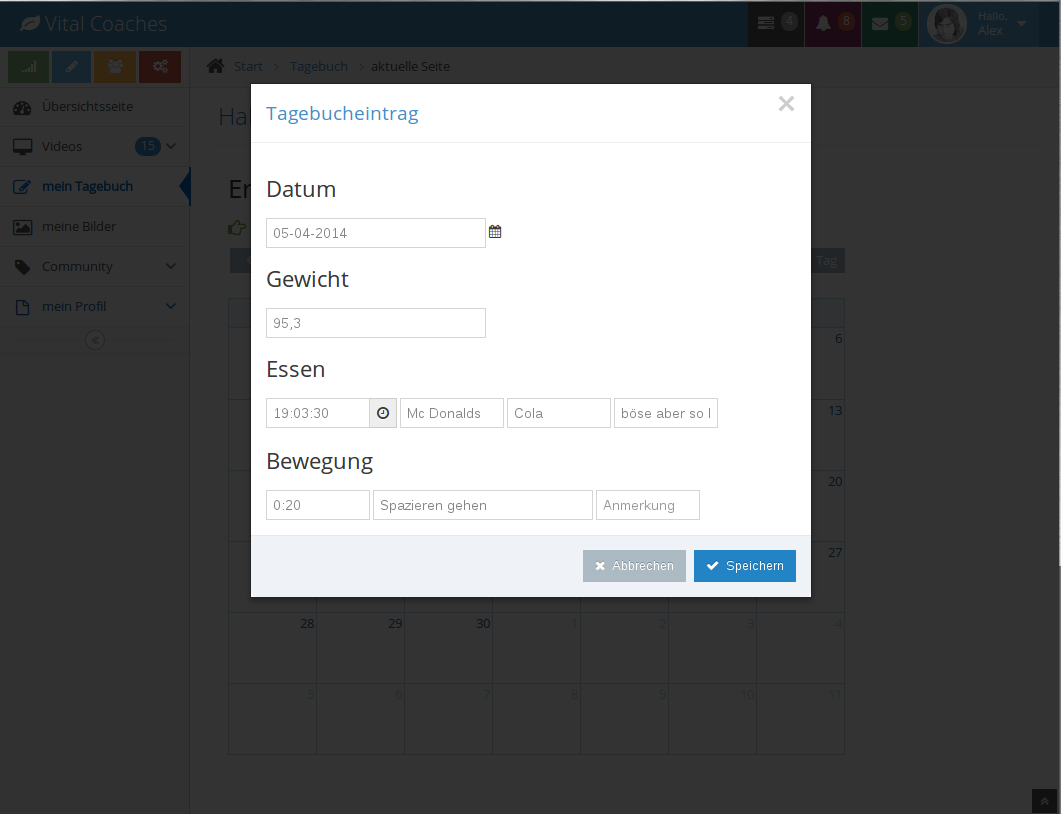 Vital Coaches
4
8
5
Hallo,
Alex
Start > Tagebuch > aktuelle Seite
Übersichtsseite
Videos 15
mein Tagebuch
meine Bilder
Community
mein Profil
Tagebucheintrag
×
Datum
05-04-2014
Gewicht
95,3
Essen
19:03:30 Mc Donalds Cola böse aber so l
Bewegung
0:20 Spazieren gehen Anmerkung
Abbrechen Speichern
Tag
6
13
20
27
28 29 30 1 2 3 4
5 6 7 8 9 10 11